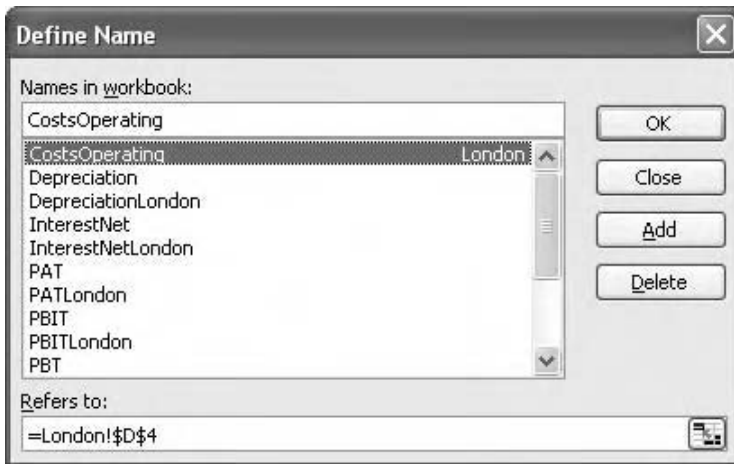 Define Name
Names in workbook:
CostsOperating
OK
CostsOperating London
Depreciation
Close
DepreciationLondon
InterestNet
Add
InterestNetLondon
PAT
PATLondon
Delete
PBIT
PBITLondon
PBT
Refers to:
=London!$D$4